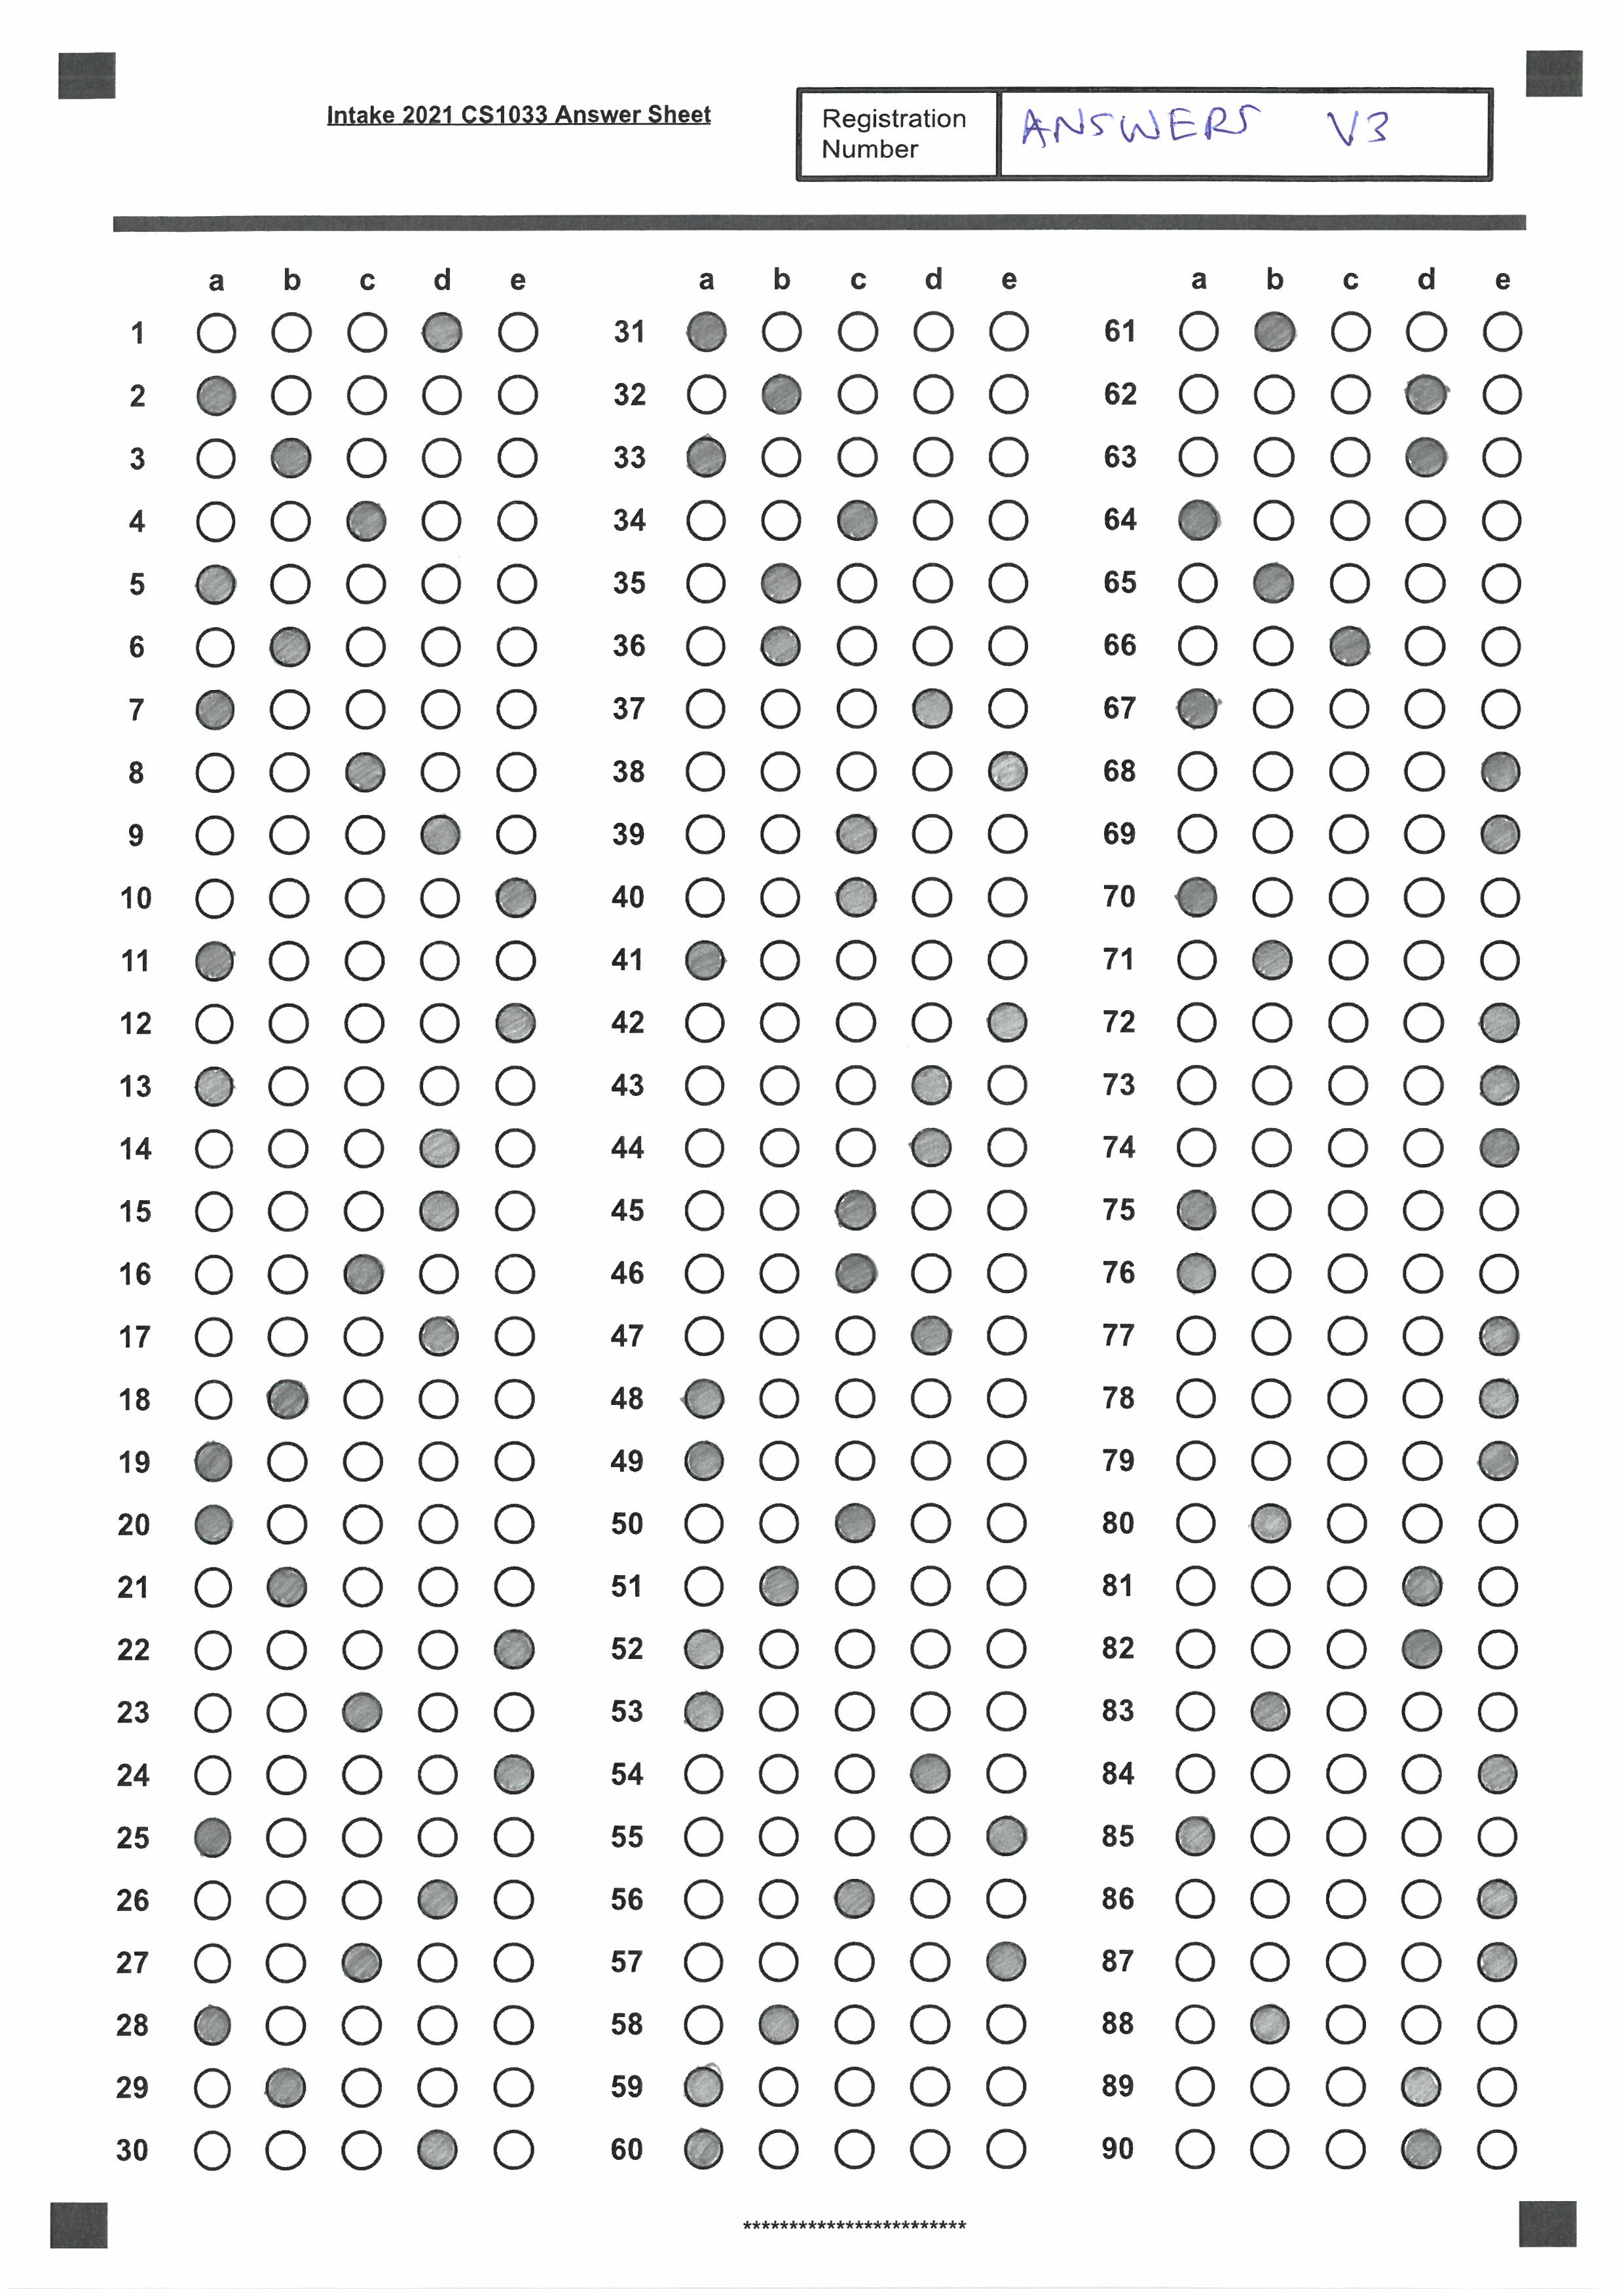 Intake 2021 CS1033 Answer Sheet
Registration Number
ANSWERS V3
a b c d e a b c d e a b c d e
1 31 61
2 32 62
3 33 63
4 34 64
5 35 65
6 36 66
7 37 67
8 38 68
9 39 69
10 40 70
11 41 71
12 42 72
13 43 73
14 44 74
15 45 75
16 46 76
17 47 77
18 48 78
19 49 79
20 50 80
21 51 81
22 52 82
23 53 83
24 54 84
25 55 85
26 56 86
27 57 87
28 58 88
29 59 89
30 60 90
************************